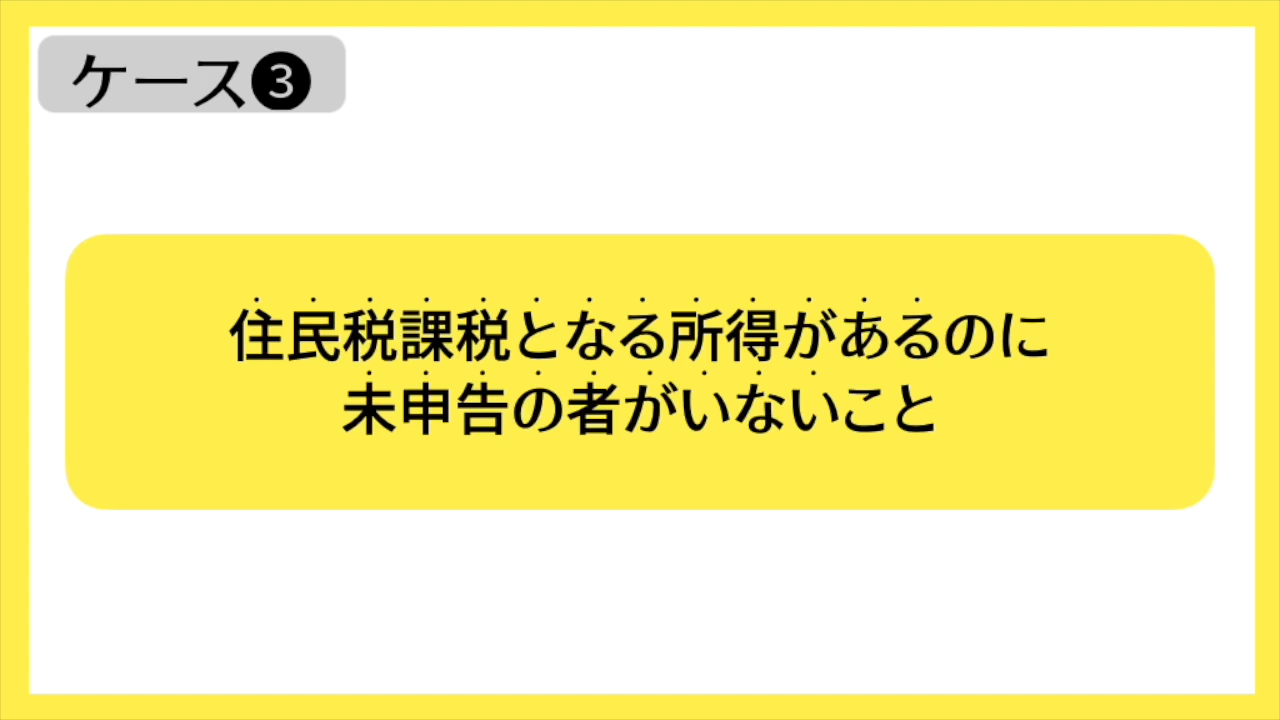 ケース❸
住民税課税となる所得があるのに
未申告の者がいないこと